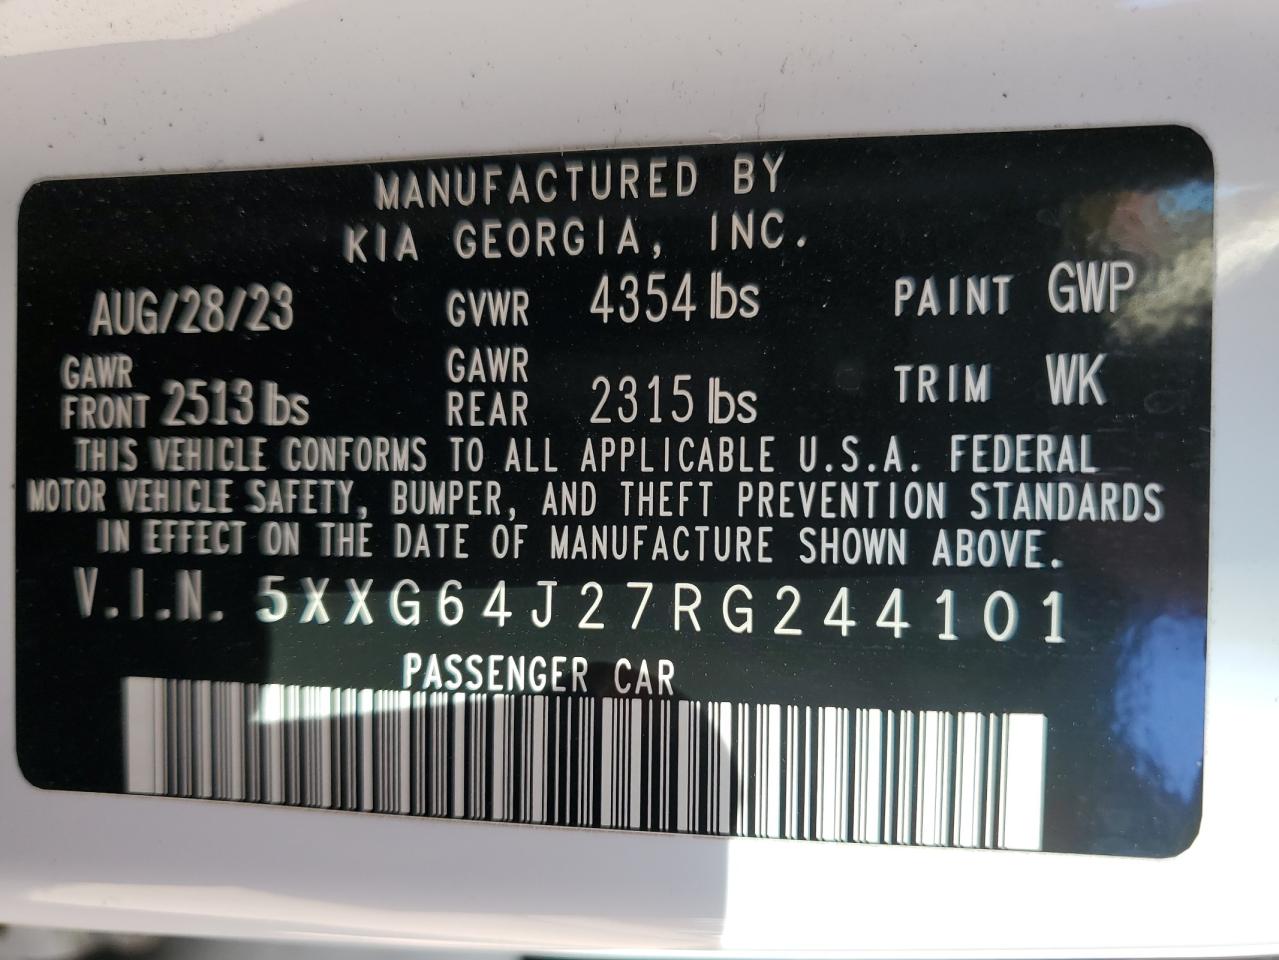 MANUFACTURED BY
KIA GEORGIA, INC.
AUG/28/23 GVWR 4354 lbs PAINT GWP
GAWR FRONT 2513 lbs GAWR REAR 2315 lbs TRIM WK
THIS VEHICLE CONFORMS TO ALL APPLICABLE U.S.A. FEDERAL
MOTOR VEHICLE SAFETY, BUMPER, AND THEFT PREVENTION STANDARDS
IN EFFECT ON THE DATE OF MANUFACTURE SHOWN ABOVE.
V.I.N. 5XXG64J27RG244101
PASSENGER CAR